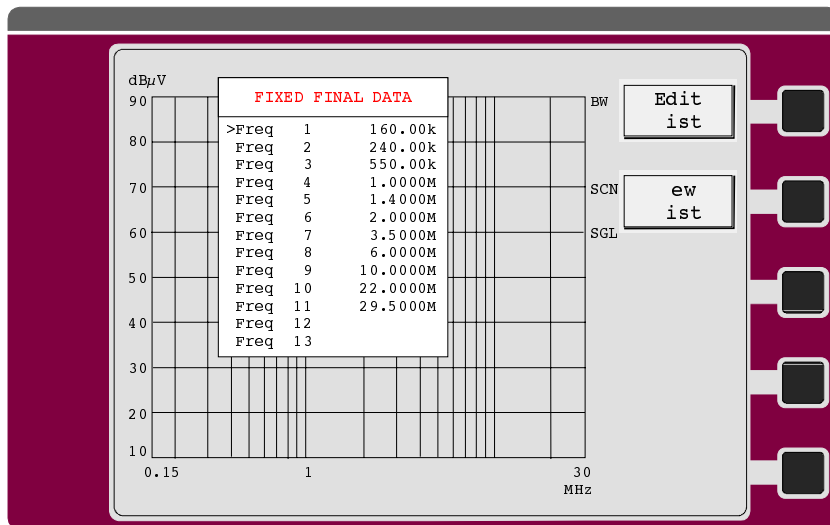 dBµV
90
80
70
60
50
40
30
20
10
0.15
1
30
MHz
FIXED FINAL DATA
>Freq 1 160.00k
Freq 2 240.00k
Freq 3 550.00k
Freq 4 1.0000M
Freq 5 1.4000M
Freq 6 2.0000M
Freq 7 3.5000M
Freq 8 6.0000M
Freq 9 10.0000M
Freq 10 22.0000M
Freq 11 29.5000M
Freq 12
Freq 13
BW
SCN
SGL
Edit
ist
ew
ist